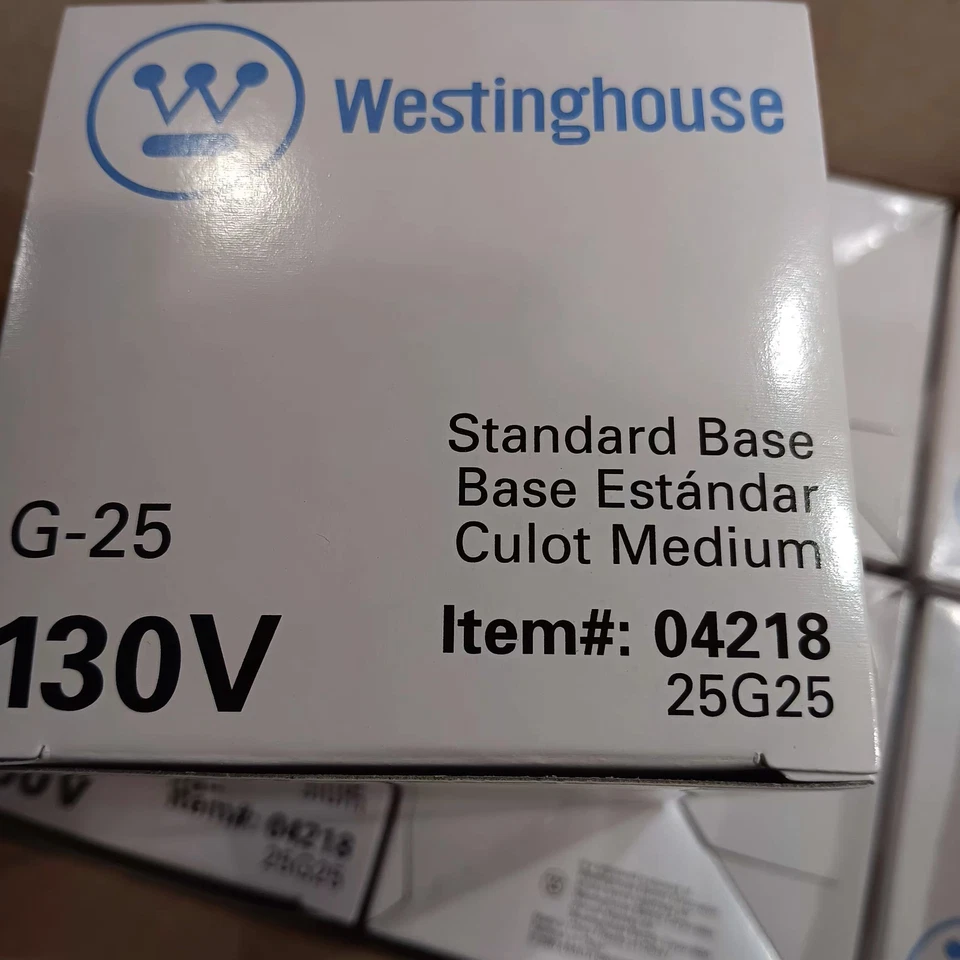 Westinghouse
Standard Base
Base Estándar
Culot Medium
G-25
130V
Item#: 04218
25G25
Item#: 04218
25G25